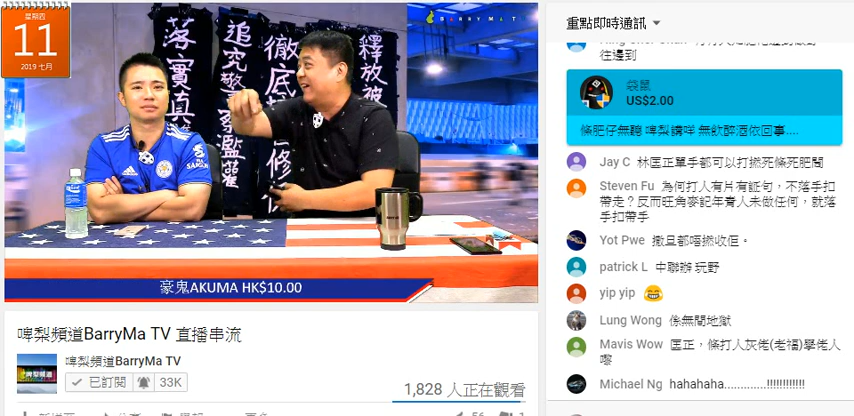 星期四
11
2019 七月
BARRYMAT
落實真
追究警察濫
徹底
修
釋放被
豪鬼AKUMA HK$10.00
啤梨頻道BarryMa TV 直播串流
啤梨頻道BarryMa TV
已訂閱
33K
1,828 人正在觀看
56
1
重點即時通訊
往邊到
袋鼠
US$2.00
條肥仔無聽 啤梨講咩 無飲醉酒依回事....
Jay C 林匡正單手都可以打撚死條死肥閪
Steven Fu 為何打人有片有証句，不落手扣
帶走？反而旺角麥記年青人未做任何，就落
手扣帶手
Yot Pwe 撒旦都唔撚收佢。
patrick L 中聯辦 玩野
yip yip 😂
Lung Wong 係無間地獄
Mavis Wow 匡正，條打人灰佬(老福)學佬人
嚟
Michael Ng hahahaha............!!!!!!!!!!!!